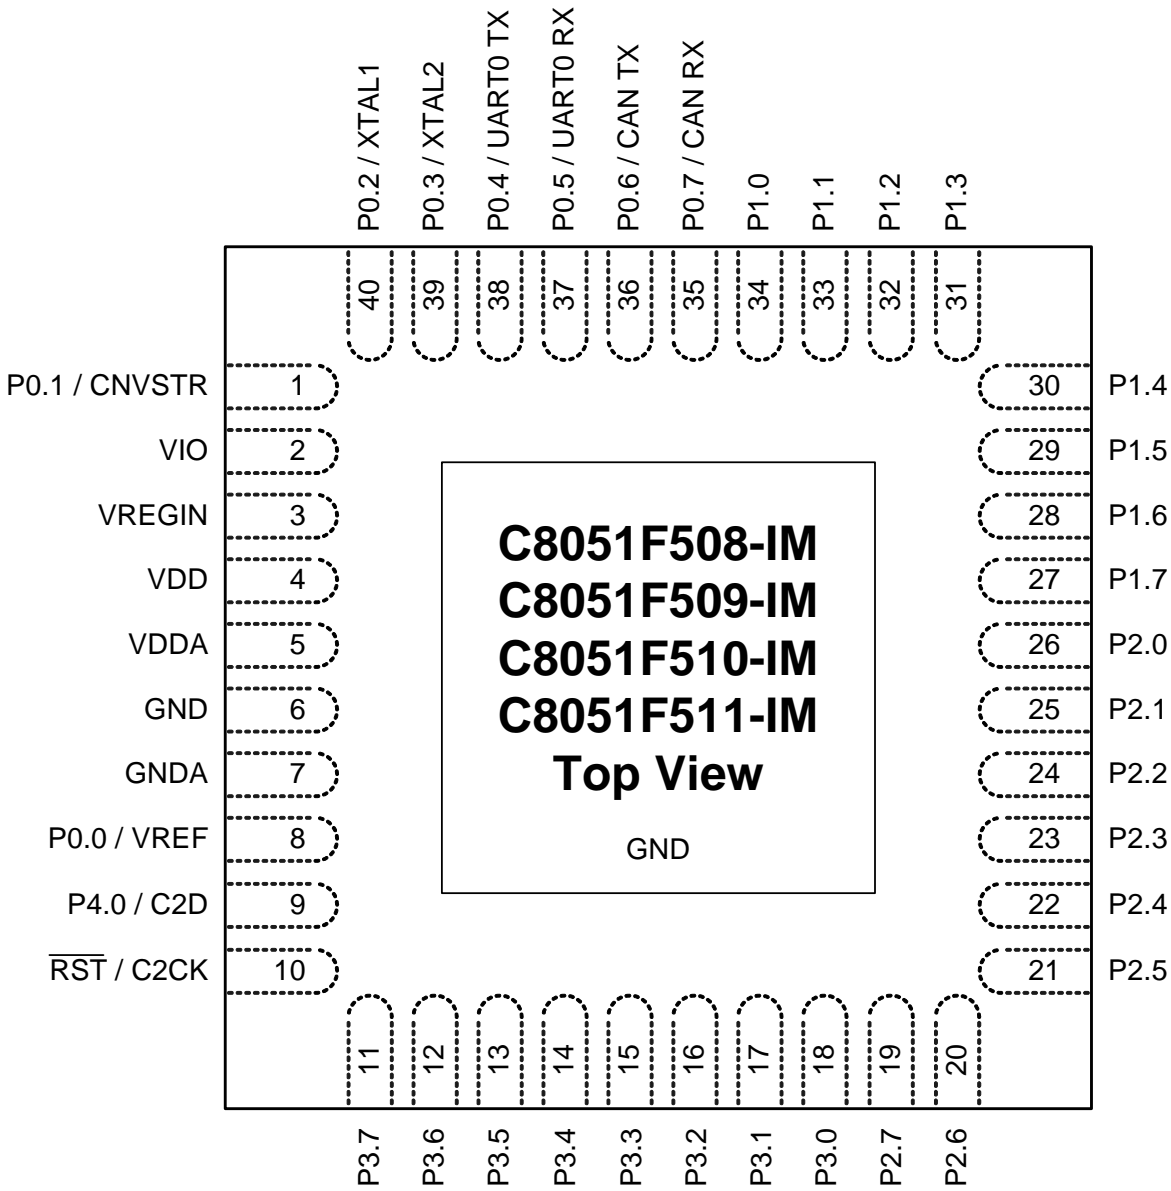 P0.2 / XTAL1
P0.3 / XTAL2
P0.4 / UART0 TX
P0.5 / UART0 RX
P0.6 / CAN TX
P0.7 / CAN RX
P1.0
P1.1
P1.2
P1.3
40
39
38
37
36
35
34
33
32
31
P0.1 / CNVSTR
1
VIO
2
VREGIN
3
VDD
4
VDDA
5
GND
6
GNDA
7
P0.0 / VREF
8
P4.0 / C2D
9
RST / C2CK
10
C8051F508-IM
C8051F509-IM
C8051F510-IM
C8051F511-IM
Top View
GND
30
P1.4
29
P1.5
28
P1.6
27
P1.7
26
P2.0
25
P2.1
24
P2.2
23
P2.3
22
P2.4
21
P2.5
11
12
13
14
15
16
17
18
19
20
P3.7
P3.6
P3.5
P3.4
P3.3
P3.2
P3.1
P3.0
P2.7
P2.6